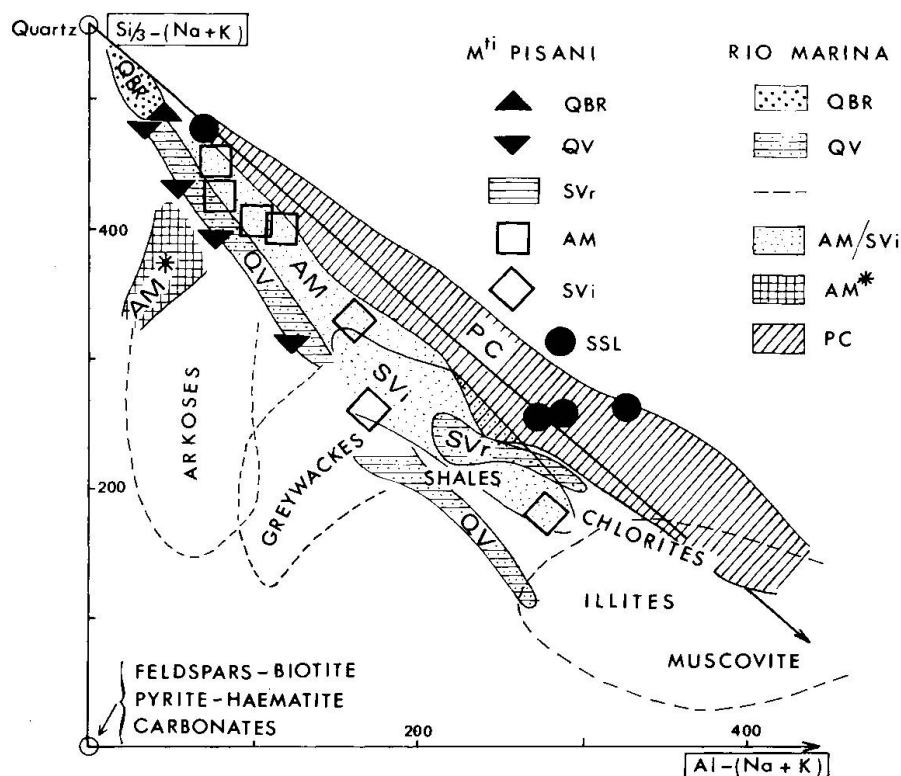 Quartz
Si/3-(Na+K)
Mti PISANI
RIO MARINA
QBR
QBR
QV
QV
SVr
AM
AM/SVi
SVi
AM*
SSL
PC
QBR
400
AM*
QV
AM
PC
SVi
SVr
ARKOSES
GREYWACKES
SHALES
200
QV
CHLORITES
ILLITES
MUSCOVITE
FELDSPARS-BIOTITE
PYRITE-HAEMATITE
CARBONATES
200
400
Al-(Na+K)